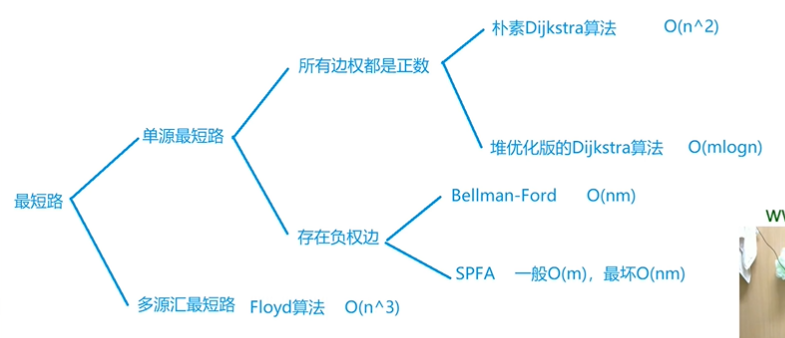 朴素Dijkstra算法 O(n^2)
所有边权都是正数
单源最短路
堆优化版的Dijkstra算法 O(mlogn)
最短路
Bellman-Ford O(nm)
存在负权边
SPFA 一般O(m)，最坏O(nm)
多源汇最短路 Floyd算法 O(n^3)